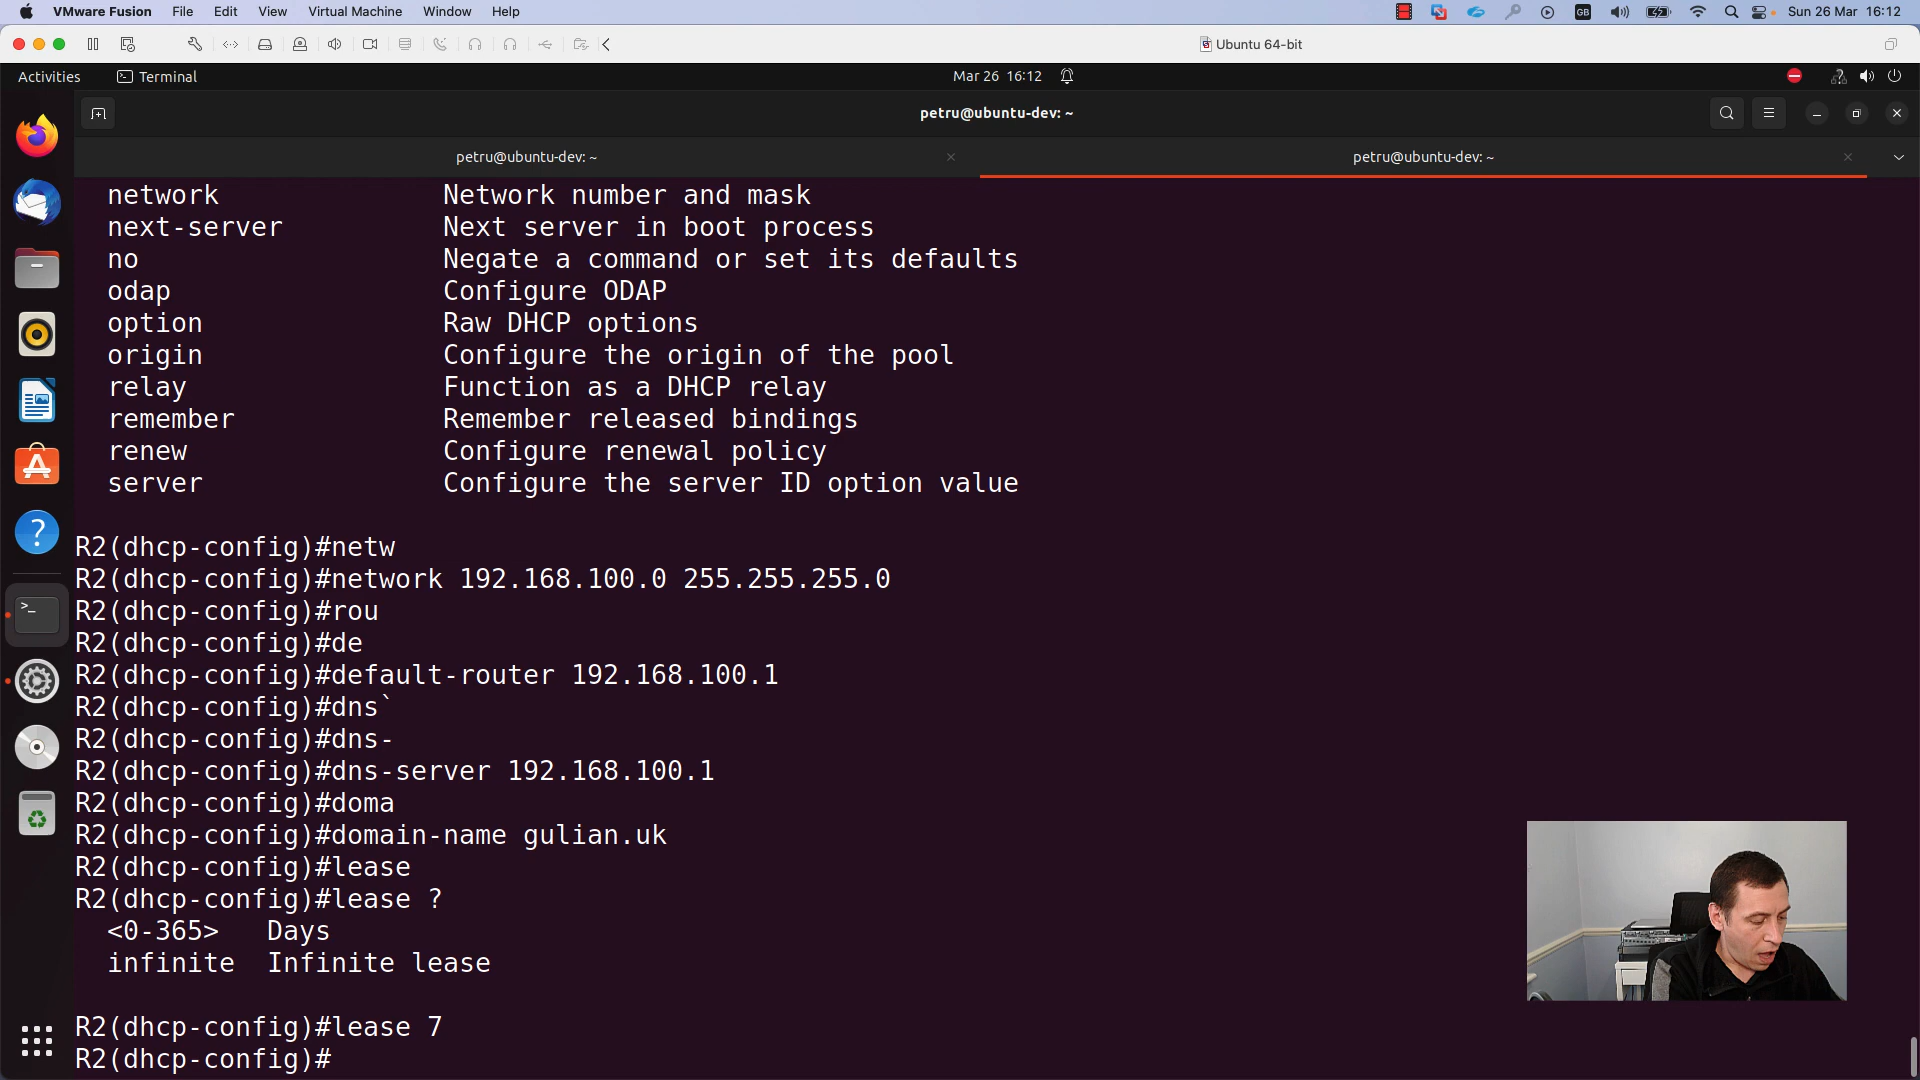 VMware Fusion File Edit View Virtual Machine Window Help GB Sun 26 Mar 16:12
Ubuntu 64-bit
Activities Terminal Mar 26 16:12
petru@ubuntu-dev: ~
petru@ubuntu-dev: ~ petru@ubuntu-dev: ~
network Network number and mask
next-server Next server in boot process
no Negate a command or set its defaults
odap Configure ODAP
option Raw DHCP options
origin Configure the origin of the pool
relay Function as a DHCP relay
remember Remember released bindings
renew Configure renewal policy
server Configure the server ID option value
R2(dhcp-config)#netw
R2(dhcp-config)#network 192.168.100.0 255.255.255.0
R2(dhcp-config)#rou
R2(dhcp-config)#de
R2(dhcp-config)#default-router 192.168.100.1
R2(dhcp-config)#dns`
R2(dhcp-config)#dns-
R2(dhcp-config)#dns-server 192.168.100.1
R2(dhcp-config)#doma
R2(dhcp-config)#domain-name gulian.uk
R2(dhcp-config)#lease
R2(dhcp-config)#lease ?
<0-365> Days
infinite Infinite lease
R2(dhcp-config)#lease 7
R2(dhcp-config)#